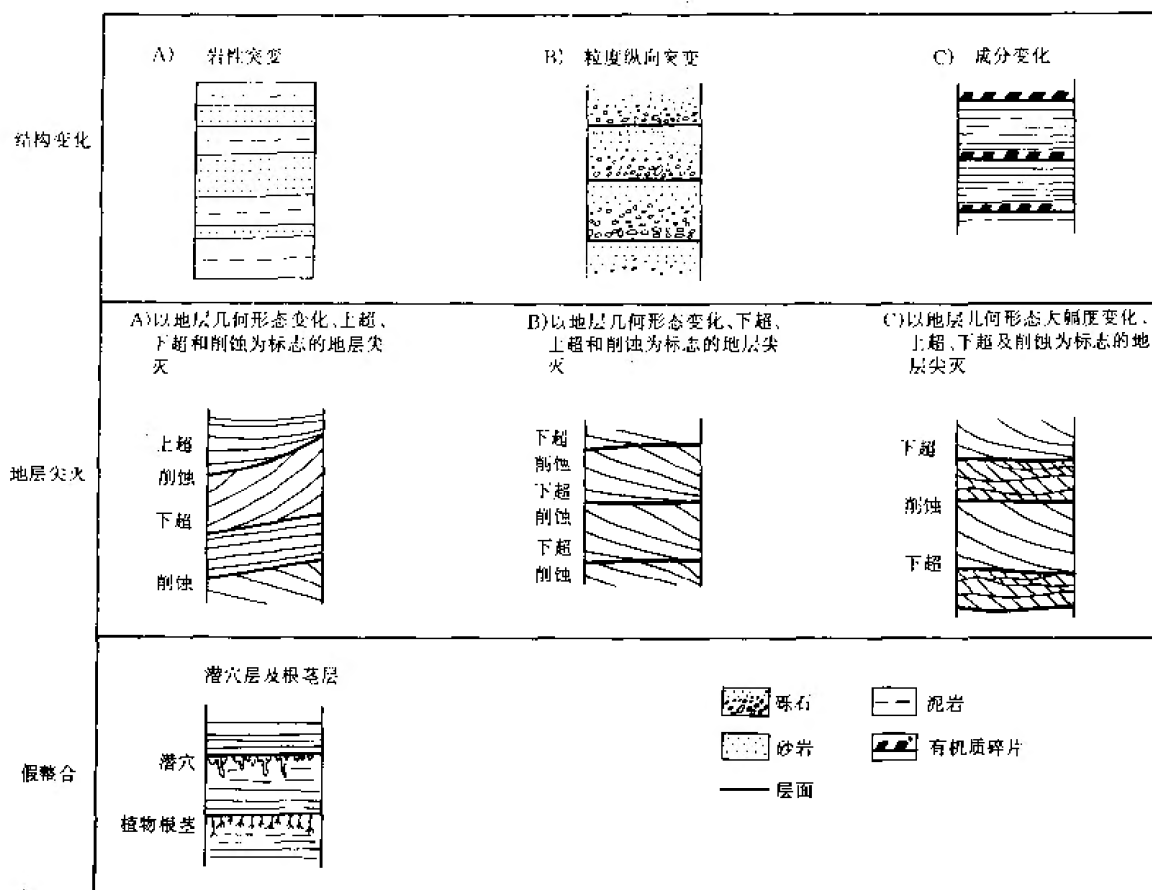 结构变化
A) 岩性突变
B) 粒度纵向突变
C) 成分变化
地层尖灭
A)以地层几何形态变化、上超、
下超和削蚀为标志的地层尖
灭
上超
削蚀
下超
削蚀
B)以地层几何形态变化、下超、
上超和削蚀为标志的地层尖
灭
下超
削蚀
下超
削蚀
下超
削蚀
C)以地层几何形态大幅度变化、
上超、下超及削蚀为标志的地
层尖灭
下超
削蚀
下超
假整合
潜穴层及根茎层
潜穴
植物根茎
砾石
泥岩
砂岩
有机质碎片
层面